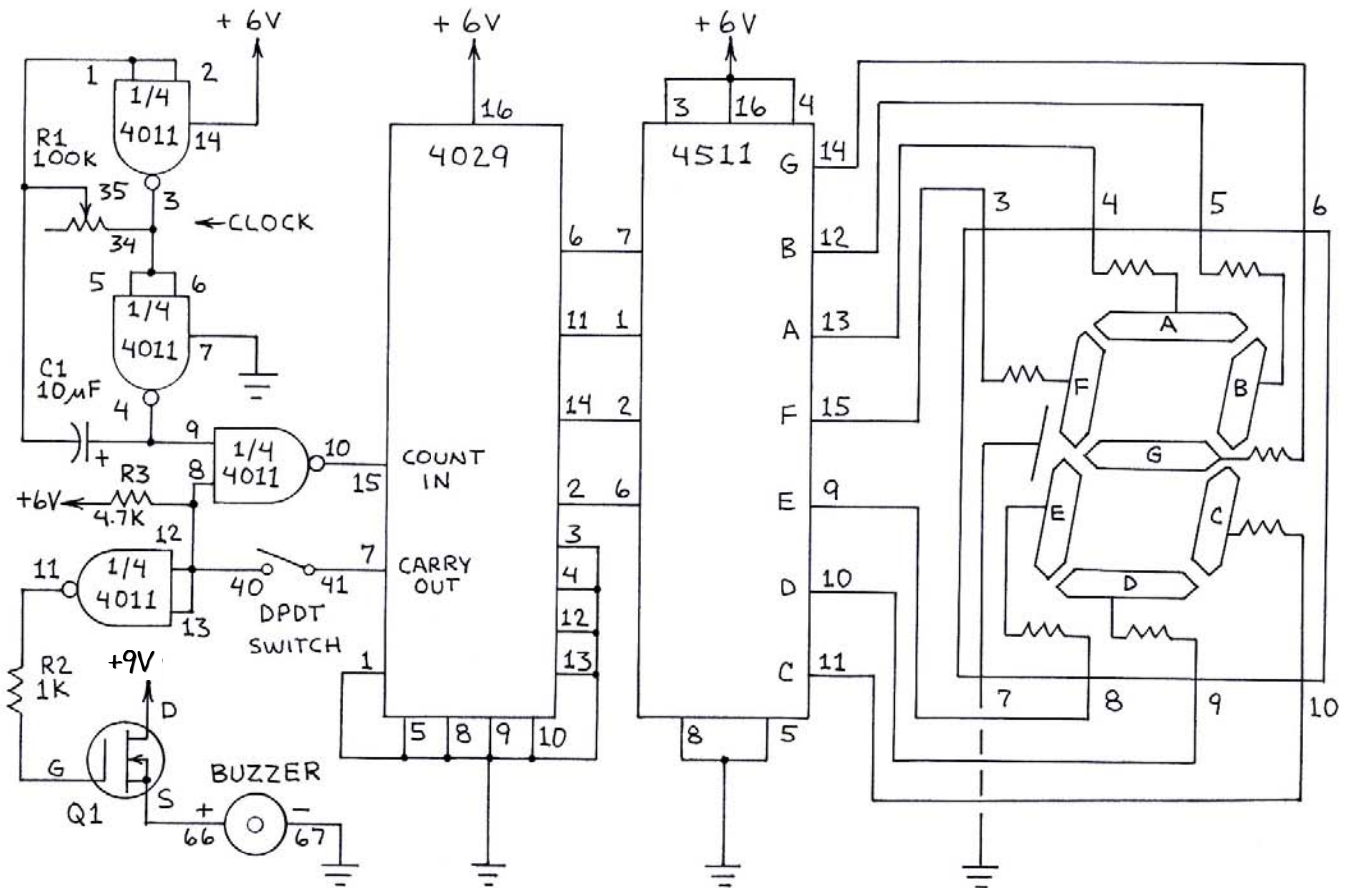 + 6V
+ 6V
+ 6V
1
2
1/4
4011
14
R1
100K
35
3
34
← CLOCK
5
6
1/4
4011
7
C1
10μF
4
+
9
8
1/4
4011
10
15
R3
+6V
4.7K
12
11
1/4
4011
13
40
41
7
DPDT
SWITCH
R2
1K
+9V
D
G
S
Q1
BUZZER
+
−
66
67
16
4029
COUNT
IN
CARRY
OUT
6
11
14
2
3
4
12
13
1
5
8
9
10
7
1
2
6
3
16
4
4511
G
14
B
12
A
13
F
15
E
9
D
10
C
11
8
5
3
4
5
6
A
F
B
G
E
C
D
7
8
9
10